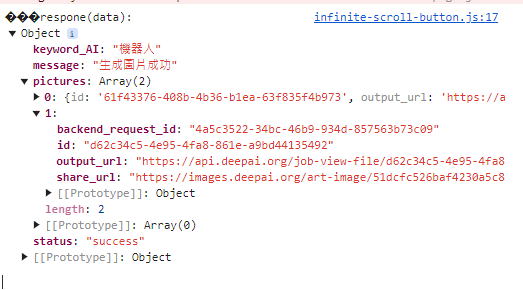 ���respone(data): infinite-scroll-button.js:17
▼ Object i
keyword_AI: "機器人"
message: "生成圖片成功"
▼ pictures: Array(2)
▶ 0: {id: '61f43376-408b-4b36-b1ea-63f835f4b973', output_url: 'https://a
▼ 1:
backend_request_id: "4a5c3522-34bc-46b9-934d-857563b73c09"
id: "d62c34c5-4e95-4fa8-861e-a9bd44135492"
output_url: "https://api.deepai.org/job-view-file/d62c34c5-4e95-4fa8
share_url: "https://images.deepai.org/art-image/51dcfc526baf4230a5c8
▶ [[Prototype]]: Object
length: 2
▶ [[Prototype]]: Array(0)
status: "success"
▶ [[Prototype]]: Object